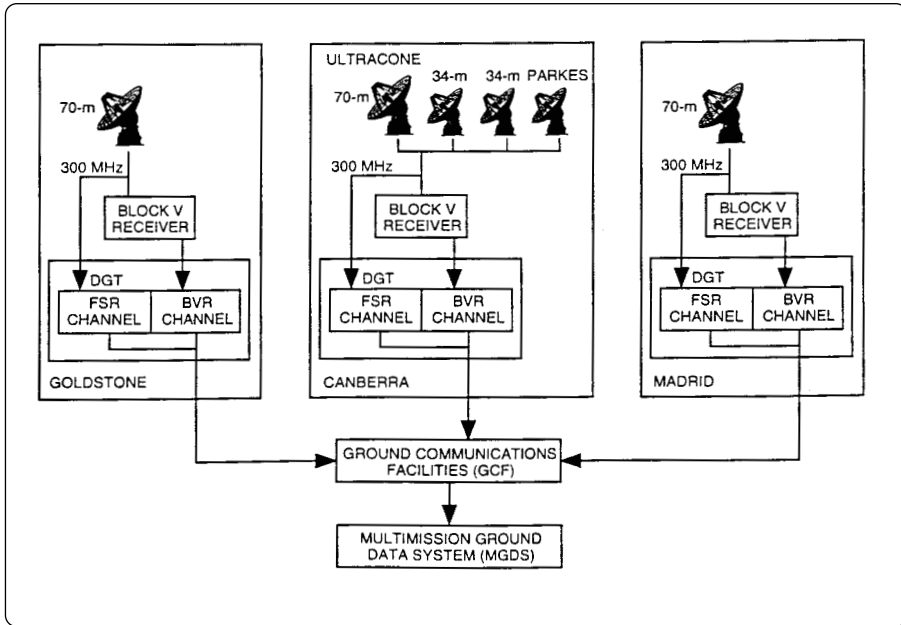 70-m
300 MHz
BLOCK V
RECEIVER
DGT
FSR
CHANNEL
BVR
CHANNEL
GOLDSTONE
ULTRACONE
70-m
34-m
34-m
PARKES
300 MHz
BLOCK V
RECEIVER
DGT
FSR
CHANNEL
BVR
CHANNEL
CANBERRA
70-m
300 MHz
BLOCK V
RECEIVER
DGT
FSR
CHANNEL
BVR
CHANNEL
MADRID
GROUND COMMUNICATIONS
FACILITIES (GCF)
MULTIMISSION GROUND
DATA SYSTEM (MGDS)